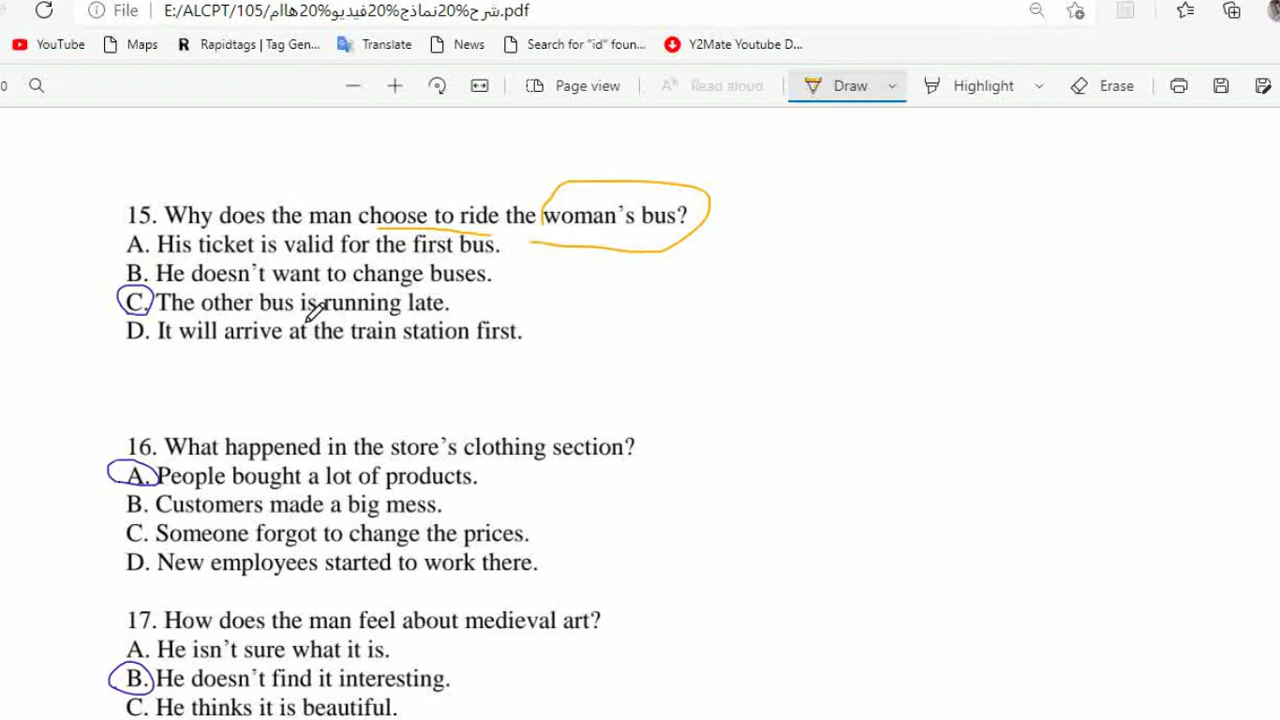 File E:/ALCPT/105/شرح%20نماذج%20فيديو%20هاام.pdf
YouTube Maps Rapidtags | Tag Gen... Translate News Search for "id" foun... Y2Mate Youtube D...
0 Page view Read aloud Draw Highlight Erase
15. Why does the man choose to ride the woman’s bus?
A. His ticket is valid for the first bus.
B. He doesn’t want to change buses.
C. The other bus is running late.
D. It will arrive at the train station first.
16. What happened in the store’s clothing section?
A. People bought a lot of products.
B. Customers made a big mess.
C. Someone forgot to change the prices.
D. New employees started to work there.
17. How does the man feel about medieval art?
A. He isn’t sure what it is.
B. He doesn’t find it interesting.
C. He thinks it is beautiful.